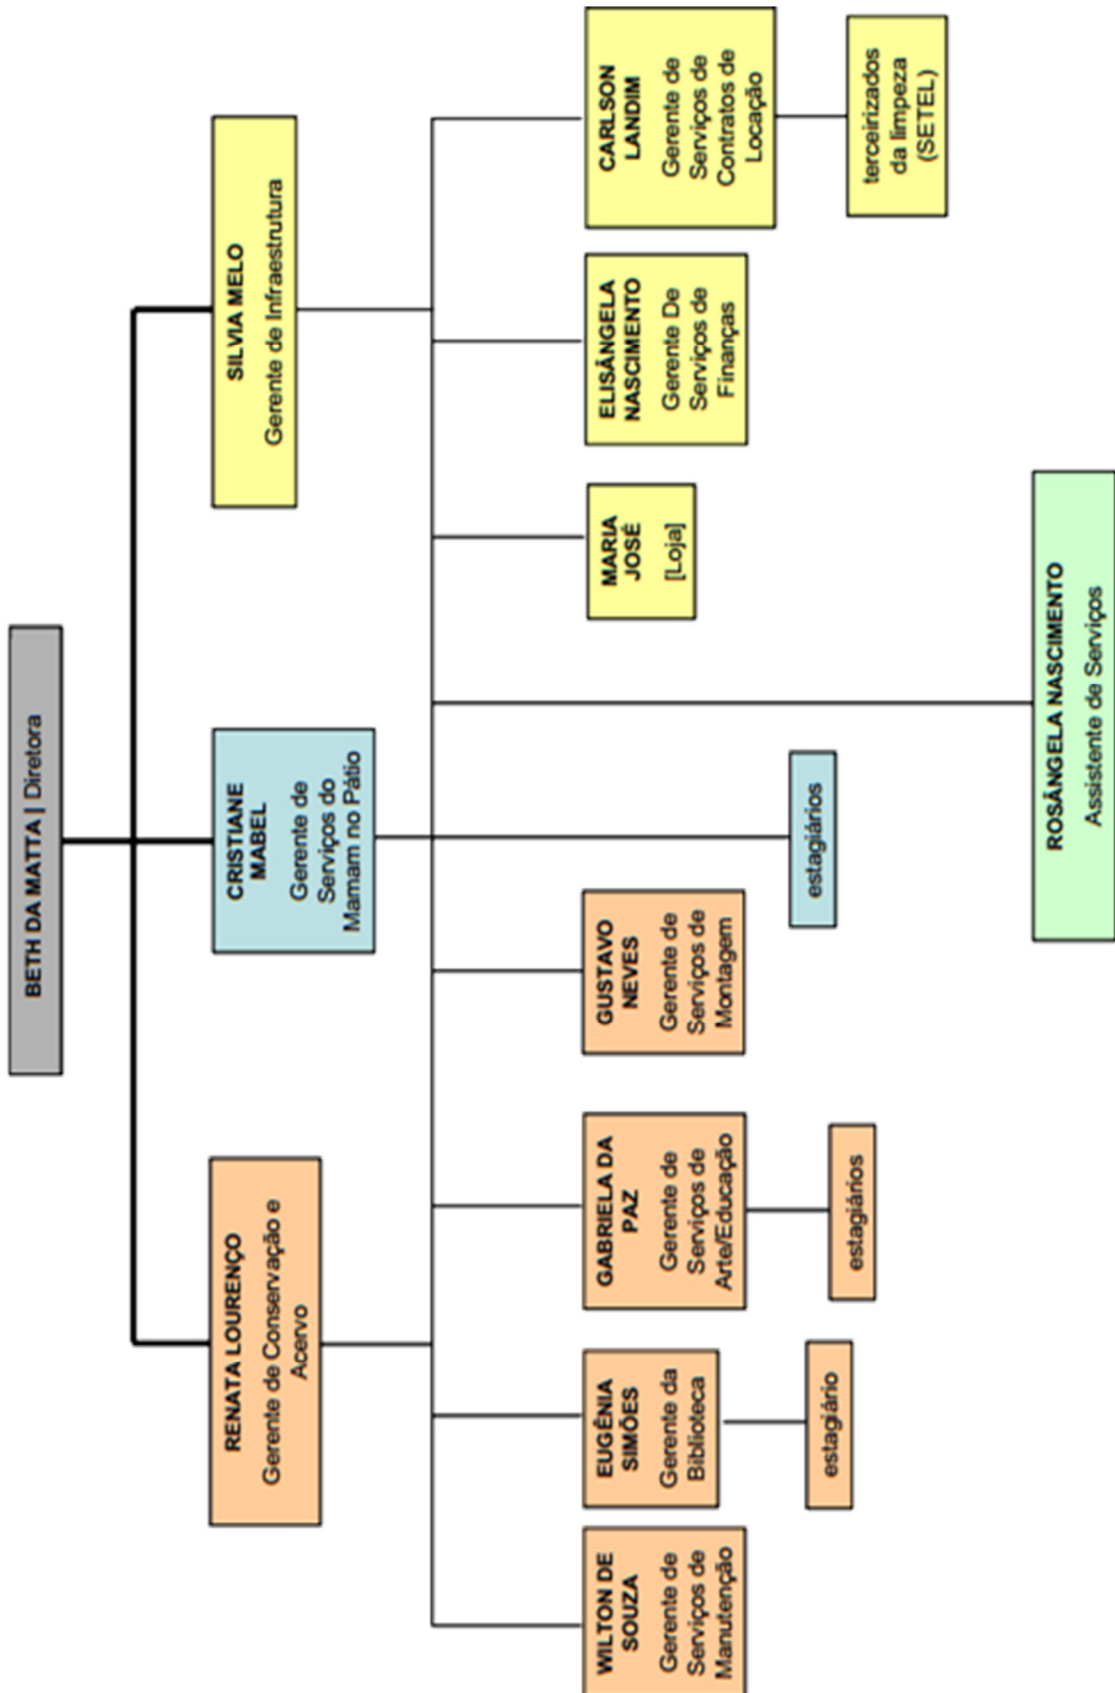 BETH DA MATTA | Diretora
RENATA LOURENÇO
Gerente de Conservação e
Acervo
CRISTIANE
MABEL
Gerente de
Serviços do
Mamam no Pátio
SILVIA MELO
Gerente de Infraestrutura
WILTON DE
SOUZA
Gerente de
Serviços de
Manutenção
EUGÊNIA
SIMÕES
Gerente da
Biblioteca
GABRIELA DA
PAZ
Gerente de
Serviços de
Arte/Educação
GUSTAVO
NEVES
Gerente de
Serviços de
Montagem
MARIA
JOSÉ
[Loja]
ELISÂNGELA
NASCIMENTO
Gerente De
Serviços de
Finanças
CARLSON
LANDIM
Gerente de
Serviços de
Contratos de
Locação
estagiário
estagiários
estagiários
terceirizados
da limpeza
(SETEL)
ROSÂNGELA NASCIMENTO
Assistente de Serviços